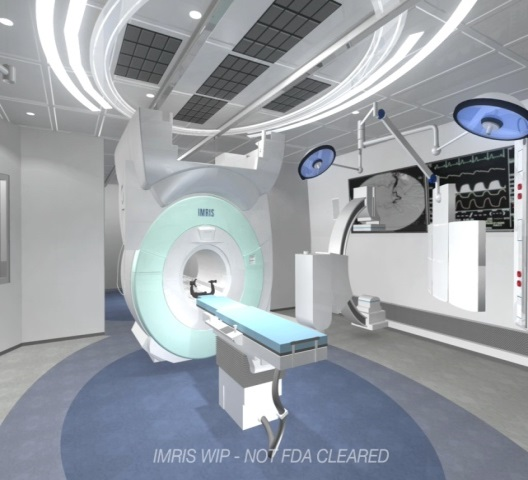 IMRIS
IMRIS WIP - NOT FDA CLEARED